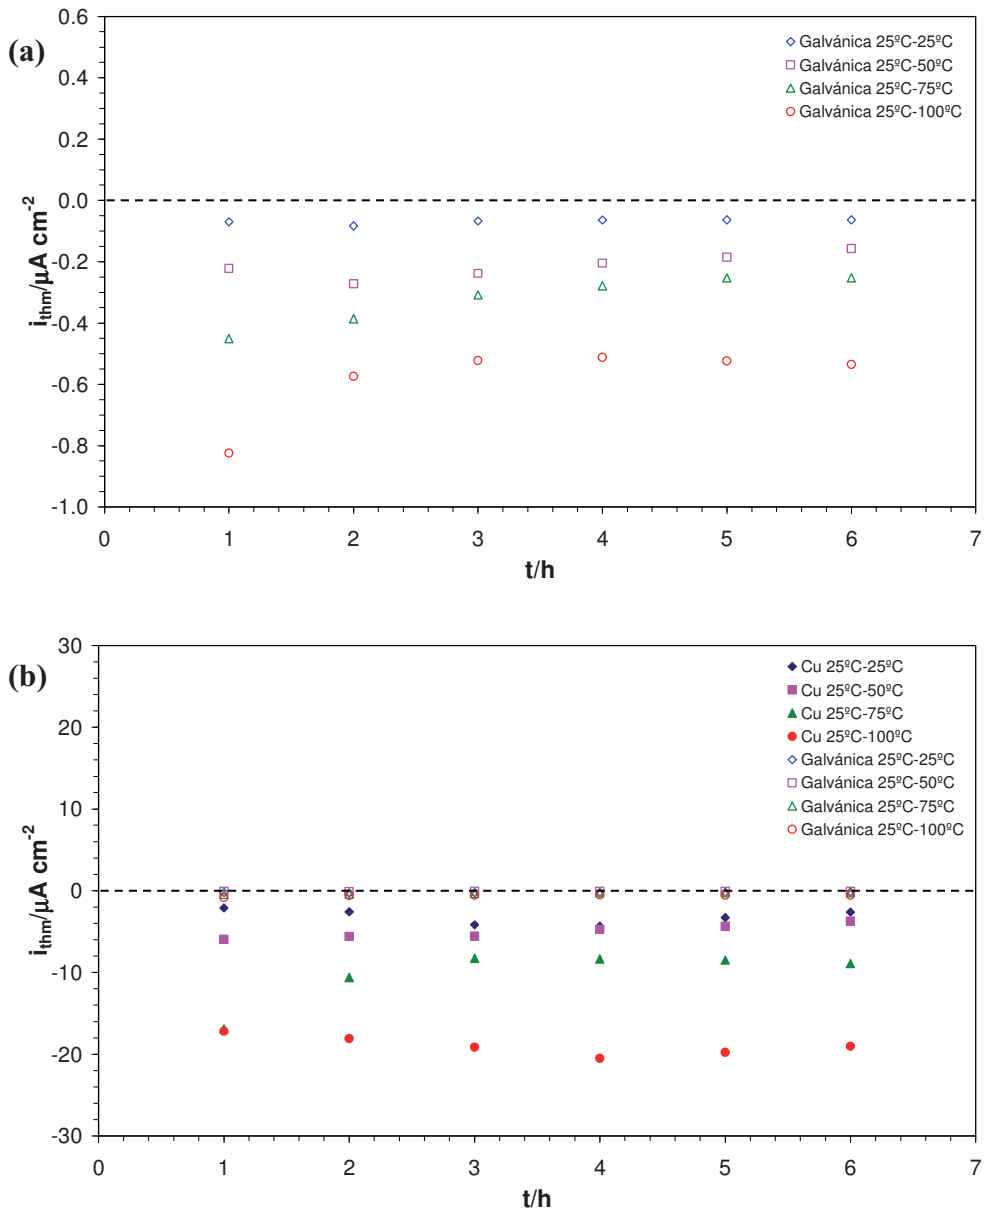 (a)
0.6
0.4
0.2
0.0
-0.2
-0.4
-0.6
-0.8
-1.0
i_thm/µA cm⁻²
Galvánica 25ºC-25ºC
Galvánica 25ºC-50ºC
Galvánica 25ºC-75ºC
Galvánica 25ºC-100ºC
0 1 2 3 4 5 6 7
t/h
(b)
30
20
10
0
-10
-20
-30
i_thm/µA cm⁻²
Cu 25ºC-25ºC
Cu 25ºC-50ºC
Cu 25ºC-75ºC
Cu 25ºC-100ºC
Galvánica 25ºC-25ºC
Galvánica 25ºC-50ºC
Galvánica 25ºC-75ºC
Galvánica 25ºC-100ºC
0 1 2 3 4 5 6 7
t/h